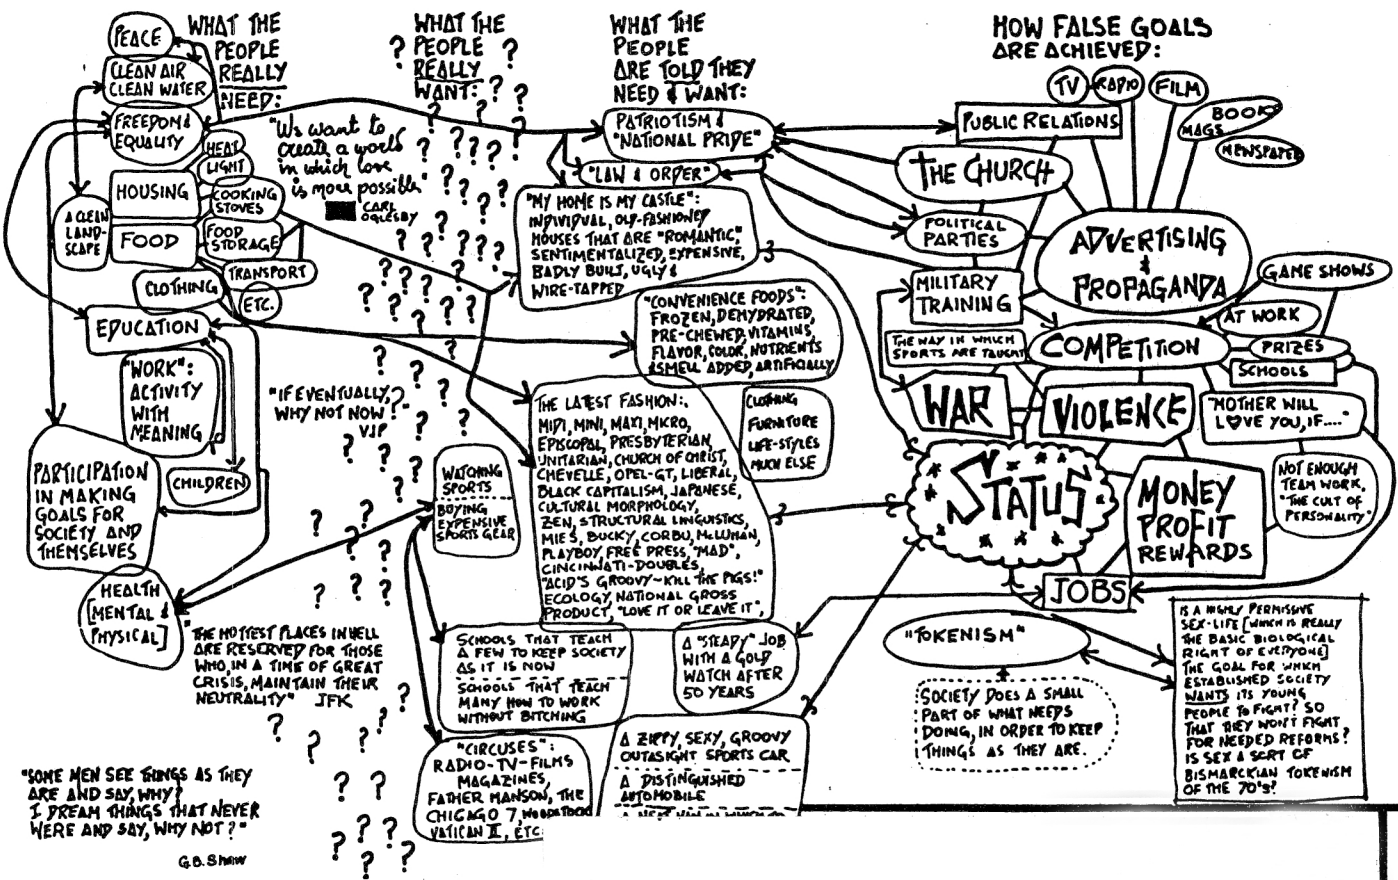 WHAT THE
PEOPLE
REALLY
NEED:
PEACE
CLEAN AIR
CLEAN WATER
FREEDOM &
EQUALITY
HEAT
LIGHT
HOUSING
COOKING
STOVES
A CLEAN
LAND-
SCAPE
FOOD
FOOD
STORAGE
TRANSPORT
CLOTHING
ETC.
EDUCATION
"WORK":
ACTIVITY
WITH
MEANING
CHILDREN
PARTICIPATION
IN MAKING
GOALS FOR
SOCIETY AND
THEMSELVES
HEALTH
[MENTAL &
PHYSICAL]
"We want to
create a world
in which love
is more possible"
CARL
OGLESBY
"IF EVENTUALLY,
WHY NOT NOW?"
VJP
"THE HOTTEST PLACES IN HELL
ARE RESERVED FOR THOSE
WHO, IN A TIME OF GREAT
CRISIS, MAINTAIN THEIR
NEUTRALITY" JFK
"SOME MEN SEE THINGS AS THEY
ARE AND SAY, WHY?
I DREAM THINGS THAT NEVER
WERE AND SAY, WHY NOT?"
G.B. Shaw
WHAT THE
PEOPLE
REALLY
WANT:
WATCHING
SPORTS
BUYING
EXPENSIVE
SPORTS GEAR
WHAT THE
PEOPLE
ARE TOLD THEY
NEED & WANT:
PATRIOTISM &
"NATIONAL PRIDE"
"LAW & ORDER"
"MY HOME IS MY CASTLE":
INDIVIDUAL, OLD-FASHIONED
HOUSES THAT ARE "ROMANTIC,"
SENTIMENTALIZED, EXPENSIVE,
BADLY BUILT, UGLY &
WIRE-TAPPED
"CONVENIENCE FOODS":
FROZEN, DEHYDRATED,
PRE-CHEWED, VITAMINS,
FLAVOR, COLOR, NUTRIENTS
& SMELL ADDED, ARTIFICIALLY
THE LATEST FASHION:
MIDI, MINI, MAXI, MICRO,
EPISCOPAL, PRESBYTERIAN
UNITARIAN, CHURCH OF CHRIST,
CHEVELLE, OPEL-GT, LIBERAL,
BLACK CAPITALISM, JAPANESE,
CULTURAL MORPHOLOGY,
ZEN, STRUCTURAL LINGUISTICS,
MIES, BUCKY, CORBU, McLUHAN,
PLAYBOY, FREE PRESS, "MAD",
CINCINNATI-DOUBLES,
"ACID'S GROOVY~KILL THE PIGS!"
ECOLOGY, NATIONAL GROSS
PRODUCT, "LOVE IT OR LEAVE IT",
CLOTHING
FURNITURE
LIFE-STYLES
MUCH ELSE
SCHOOLS THAT TEACH
A FEW TO KEEP SOCIETY
AS IT IS NOW
SCHOOLS THAT TEACH
MANY HOW TO WORK
WITHOUT BITCHING
A "STEADY" JOB
WITH A GOLD
WATCH AFTER
50 YEARS
"CIRCUSES":
RADIO-TV-FILMS
MAGAZINES,
FATHER MANSON, THE
CHICAGO 7, WOODSTOCK
VATICAN II, ETC
A ZIPPY, SEXY, GROOVY
OUTASIGHT SPORTS CAR
A DISTINGUISHED
AUTOMOBILE
HOW FALSE GOALS
ARE ACHIEVED:
TV
RADIO
FILM
BOOKS
MAGS
NEWSPAPER
PUBLIC RELATIONS
THE CHURCH
POLITICAL
PARTIES
ADVERTISING
&
PROPAGANDA
MILITARY
TRAINING
GAME SHOWS
AT WORK
THE WAY IN WHICH
SPORTS ARE TAUGHT
COMPETITION
PRIZES
SCHOOLS
WAR
VIOLENCE
"MOTHER WILL
LOVE YOU, IF....
STATUS
MONEY
PROFIT
REWARDS
NOT ENOUGH
TEAM WORK,
"THE CULT OF
PERSONALITY"
JOBS
"TOKENISM"
SOCIETY DOES A SMALL
PART OF WHAT NEEDS
DOING, IN ORDER TO KEEP
THINGS AS THEY ARE.
IS A HIGHLY PERMISSIVE
SEX-LIFE [WHICH IS REALLY
THE BASIC BIOLOGICAL
RIGHT OF EVERYONE]
THE GOAL FOR WHICH
ESTABLISHED SOCIETY
WANTS ITS YOUNG
PEOPLE TO FIGHT? SO
THAT THEY WON'T FIGHT
FOR NEEDED REFORMS?
IS SEX A SORT OF
BISMARCKIAN TOKENISM
OF THE 70'S?